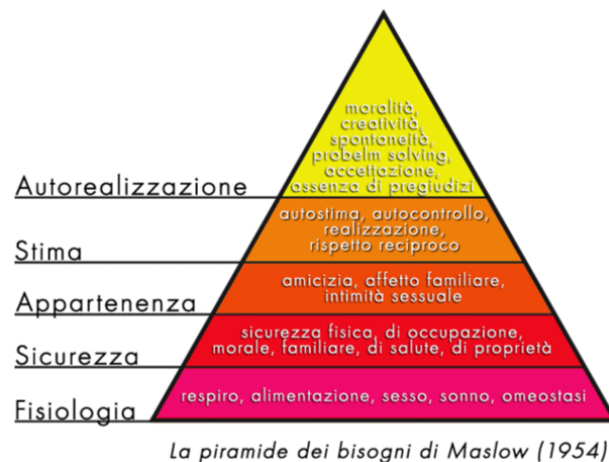 moralità,
creatività,
spontaneità,
probelm solving,
accettazione,
assenza di pregiudizi
Autorealizzazione
autostima, autocontrollo,
realizzazione,
rispetto reciproco
Stima
amicizia, affetto familiare,
intimità sessuale
Appartenenza
sicurezza fisica, di occupazione,
morale, familiare, di salute, di proprietà
Sicurezza
respiro, alimentazione, sesso, sonno, omeostasi
Fisiologia
La piramide dei bisogni di Maslow (1954)